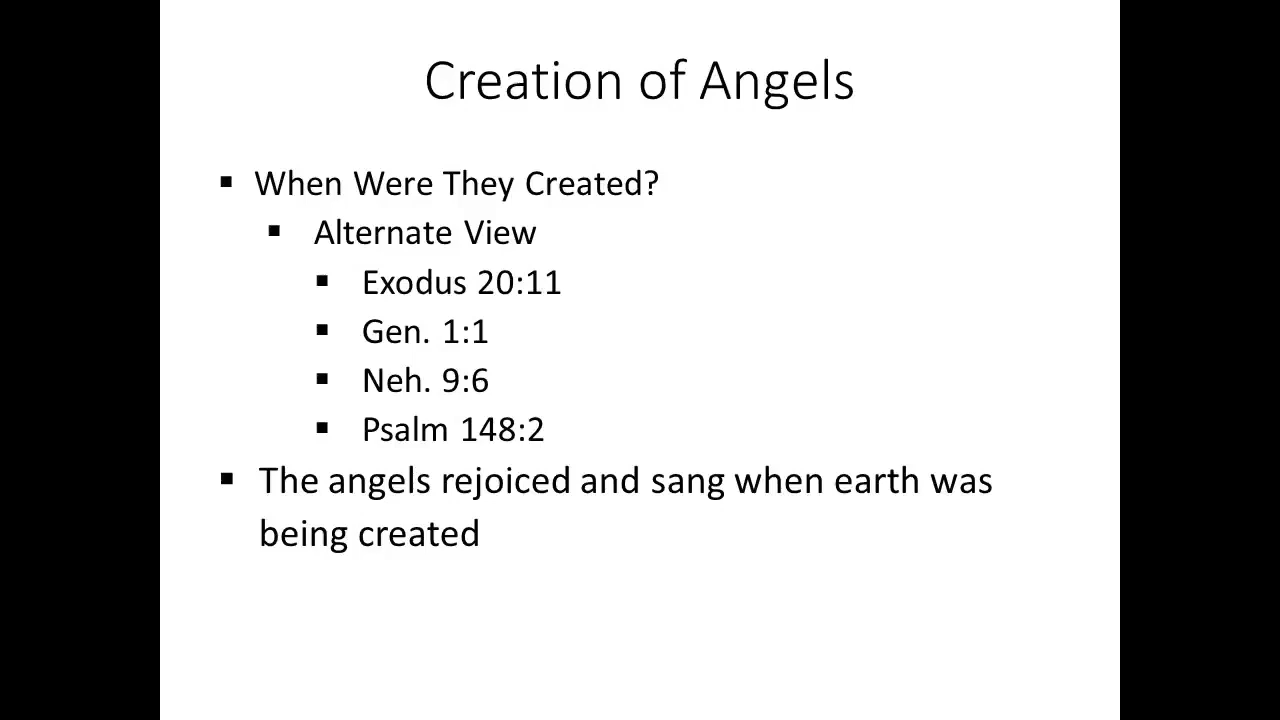 Creation of Angels
▪ When Were They Created?
▪ Alternate View
▪ Exodus 20:11
▪ Gen. 1:1
▪ Neh. 9:6
▪ Psalm 148:2
▪ The angels rejoiced and sang when earth was
being created